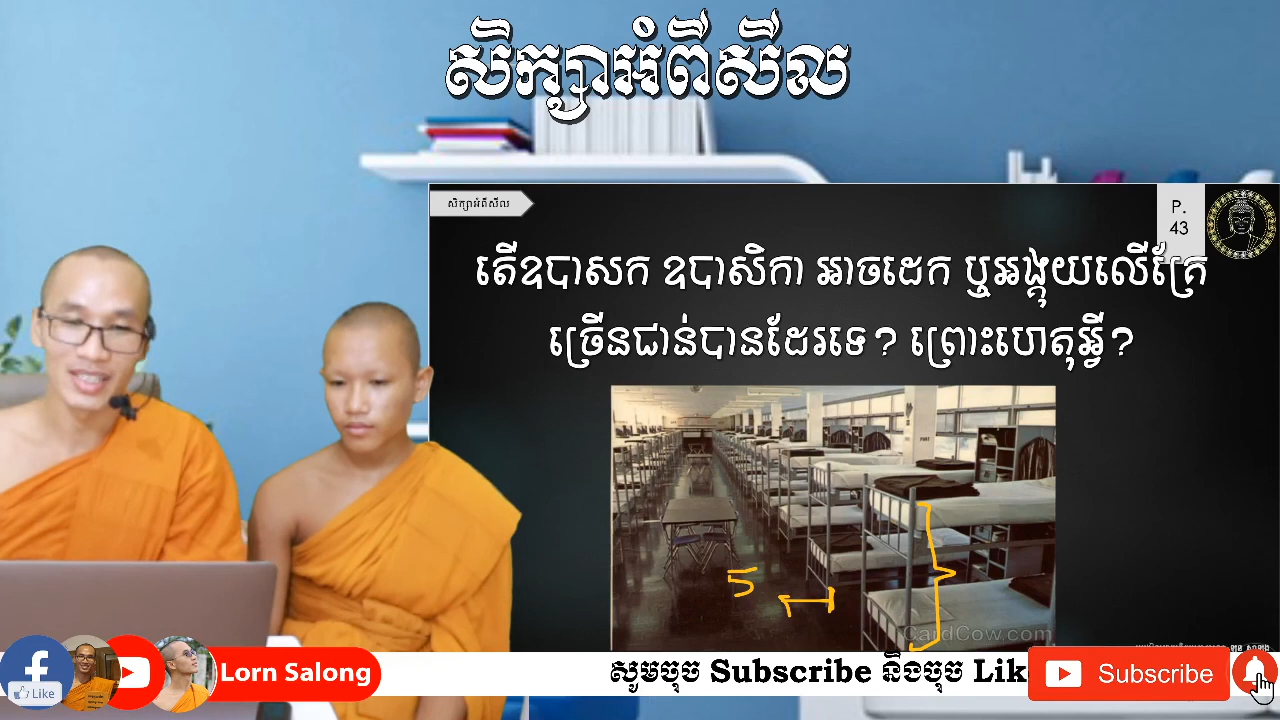 សិក្សាអំពីសីល
សិក្សាអំពីសីល
P.
43
តើឧបាសក ឧបាសិកា អាចដេក ឬអង្គុយលើគ្រែ
ច្រើនជាន់បានដែរទេ? ព្រោះហេតុអ្វី?
5
CardCow.com
Like
Lorn Salong
សូមចុច Subscribe និងចុច Lik
Subscribe